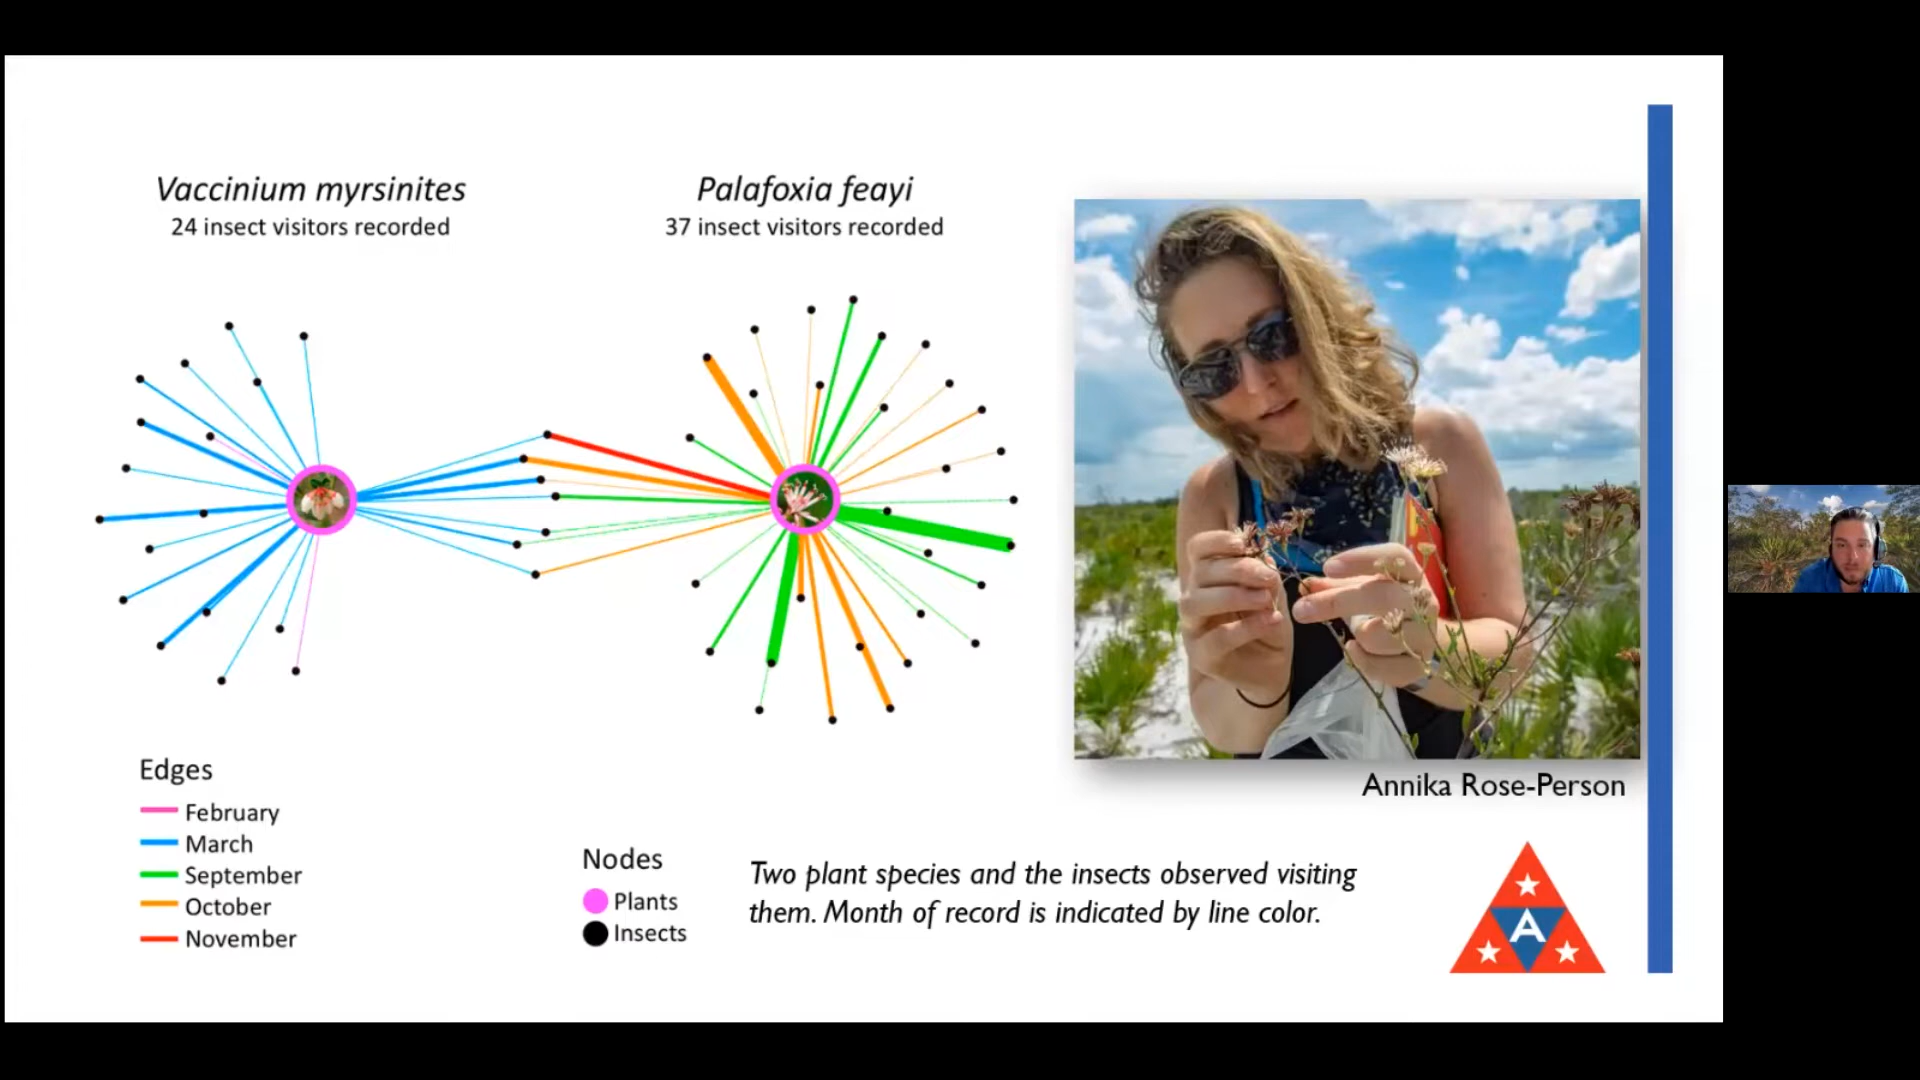 Vaccinium myrsinites
24 insect visitors recorded
Palafoxia feayi
37 insect visitors recorded
Annika Rose-Person
Edges
February
March
September
October
November
Nodes
Plants
Insects
Two plant species and the insects observed visiting
them. Month of record is indicated by line color.
A